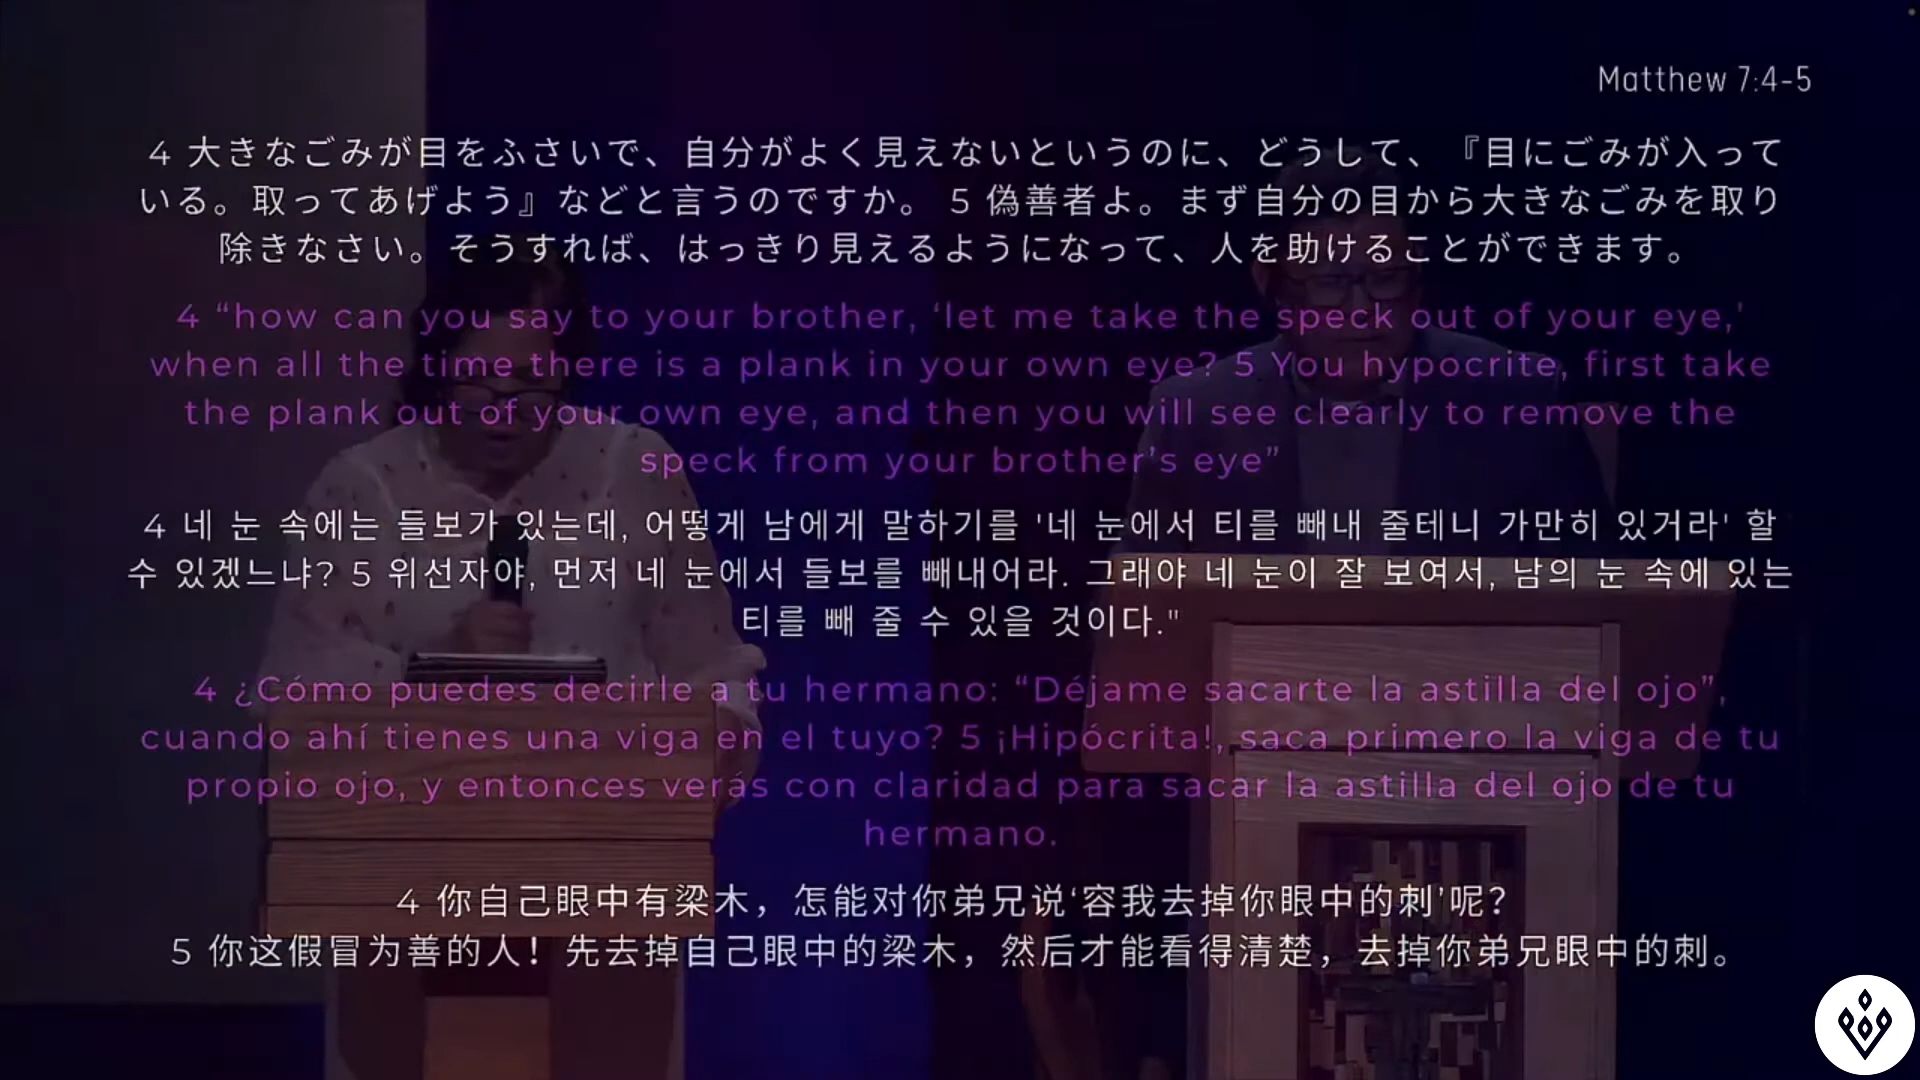 Matthew 7:4-5
4 大きなごみが目をふさいで、自分がよく見えないというのに、どうして、『目にごみが入って
いる。取ってあげよう』などと言うのですか。 5 偽善者よ。まず自分の目から大きなごみを取り
除きなさい。そうすれば、はっきり見えるようになって、人を助けることができます。
4 “how can you say to your brother, ‘let me take the speck out of your eye,’
when all the time there is a plank in your own eye? 5 You hypocrite, first take
the plank out of your own eye, and then you will see clearly to remove the
speck from your brother’s eye”
4 네 눈 속에는 들보가 있는데, 어떻게 남에게 말하기를 '네 눈에서 티를 빼내 줄테니 가만히 있거라' 할
수 있겠느냐? 5 위선자야, 먼저 네 눈에서 들보를 빼내어라. 그래야 네 눈이 잘 보여서, 남의 눈 속에 있는
티를 빼 줄 수 있을 것이다."
4 ¿Cómo puedes decirle a tu hermano: “Déjame sacarte la astilla del ojo”,
cuando ahí tienes una viga en el tuyo? 5 ¡Hipócrita!, saca primero la viga de tu
propio ojo, y entonces verás con claridad para sacar la astilla del ojo de tu
hermano.
4 你自己眼中有梁木，怎能对你弟兄说‘容我去掉你眼中的刺’呢？
5 你这假冒为善的人！先去掉自己眼中的梁木，然后才能看得清楚，去掉你弟兄眼中的刺。